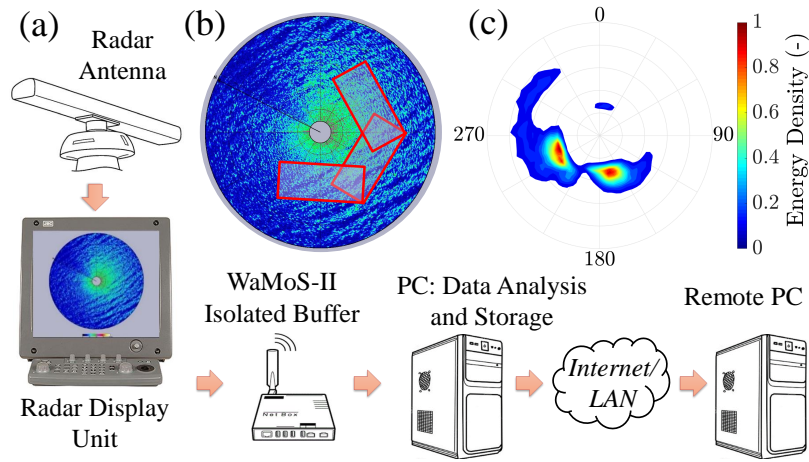 (a)
Radar
Antenna
(b)
(c)
0
90
180
270
1
0.8
0.6
0.4
0.2
0
Energy Density (-)
WaMoS-II
Isolated Buffer
PC: Data Analysis
and Storage
Remote PC
Net Box
Internet/
LAN
Radar Display
Unit